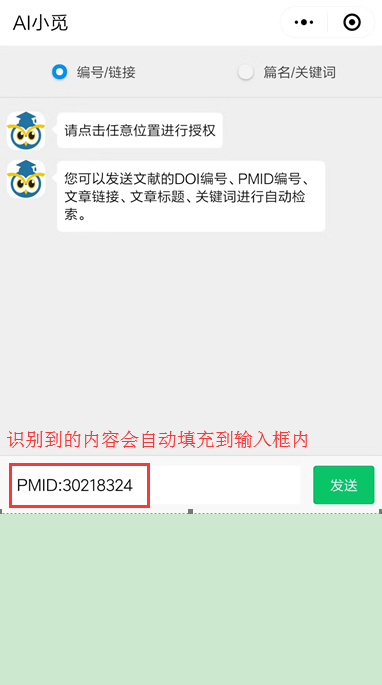 AI小觅
编号/链接
篇名/关键词
请点击任意位置进行授权
您可以发送文献的DOI编号、PMID编号、
文章链接、文章标题、关键词进行自动检
索。
识别到的内容会自动填充到输入框内
PMID:30218324
发送